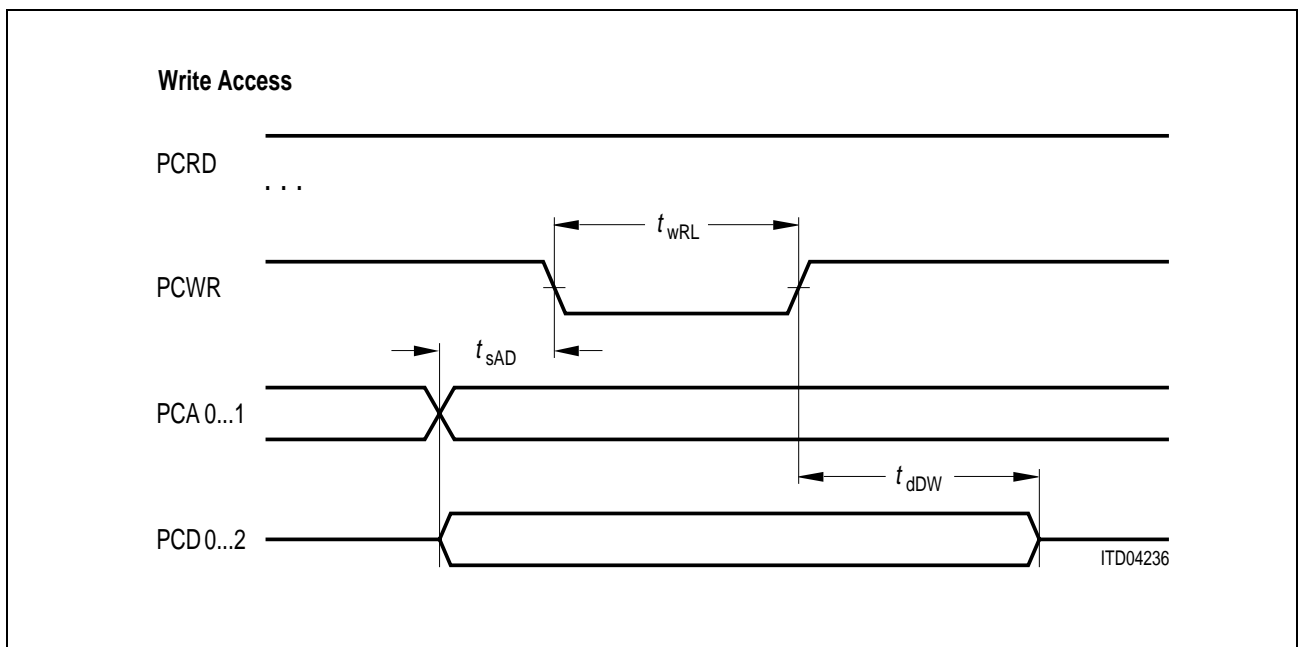 Write Access
PCRD
. . .
t wRL
PCWR
t sAD
PCA 0...1
t dDW
PCD 0...2
ITD04236